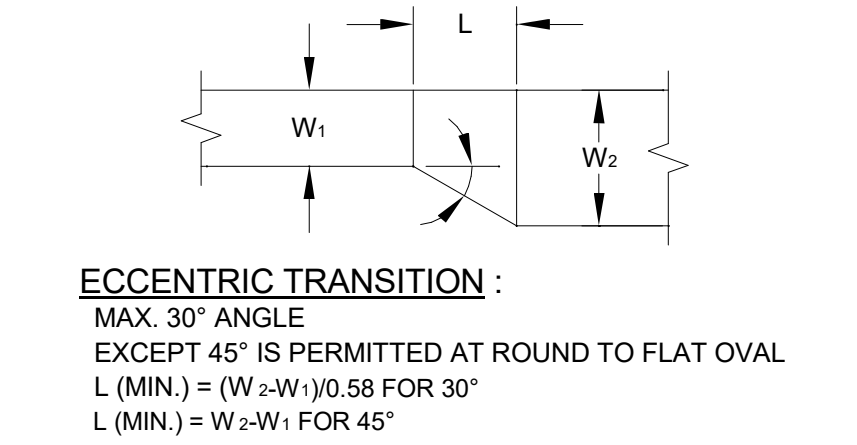 L
W1
W2
ECCENTRIC TRANSITION :
MAX. 30° ANGLE
EXCEPT 45° IS PERMITTED AT ROUND TO FLAT OVAL
L (MIN.) = (W2-W1)/0.58 FOR 30°
L (MIN.) = W2-W1 FOR 45°